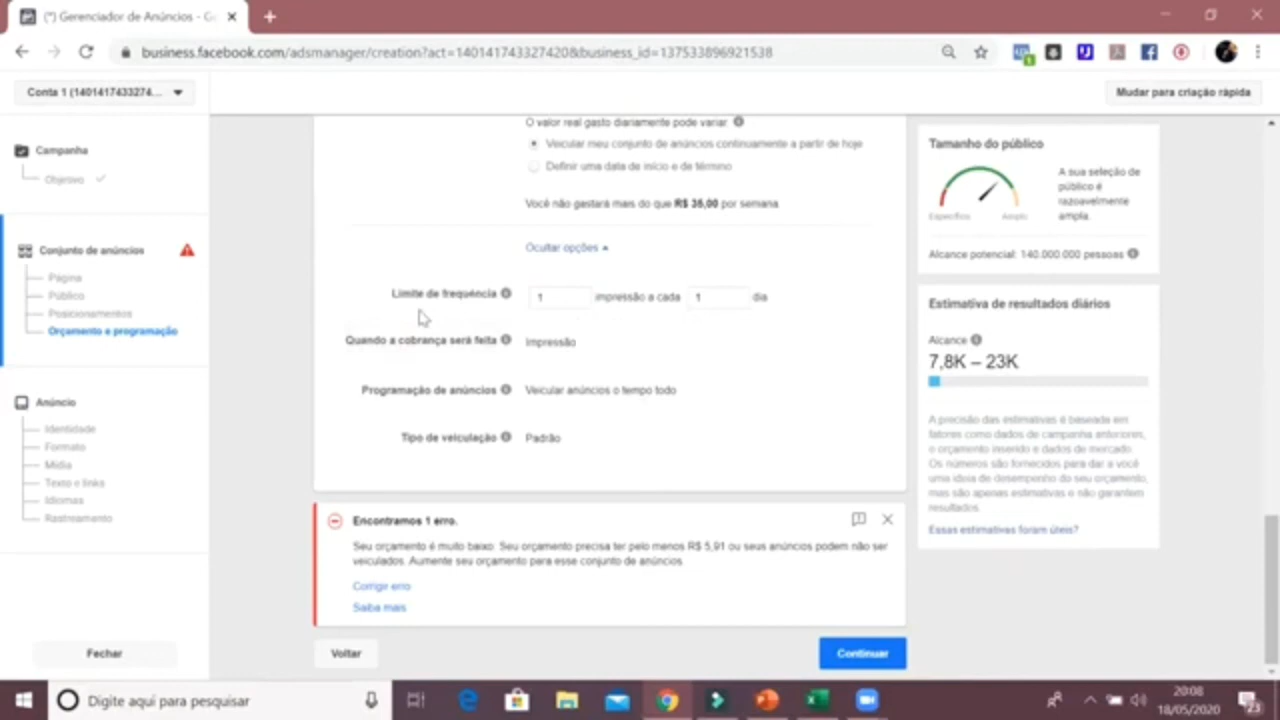 (*) Gerenciador de Anúncios - G
business.facebook.com/adsmanager/creation?act=140141743327420&business_id=137533896921538
Conta 1 (1401417433274...
Mudar para criação rápida
Campanha
Objetivo
Conjunto de anúncios
Página
Público
Posicionamentos
Orçamento e programação
Anúncio
Identidade
Formato
Mídia
Texto e links
Idiomas
Rastreamento
Fechar
O valor real gasto diariamente pode variar.
Veicular meu conjunto de anúncios continuamente a partir de hoje
Definir uma data de início e de término
Você não gastará mais do que R$ 35,00 por semana
Ocultar opções
Limite de frequência 1 impressão a cada 1 dia
Quando a cobrança será feita Impressão
Programação de anúncios Veicular anúncios o tempo todo
Tipo de veiculação Padrão
Encontramos 1 erro.
Seu orçamento é muito baixo. Seu orçamento precisa ter pelo menos R$ 5,91 ou seus anúncios podem não ser
veiculados. Aumente seu orçamento para esse conjunto de anúncios
Corrigir erro
Saiba mais
Voltar
Continuar
Tamanho do público
A sua seleção de
público é
razoavelmente
ampla.
Específico Amplo
Alcance potencial: 140.000.000 pessoas
Estimativa de resultados diários
Alcance
7,8K – 23K
A precisão das estimativas é baseada em
fatores como dados de campanha anteriores,
o orçamento inserido e dados de mercado.
Os números são fornecidos para dar a você
uma ideia de desempenho do seu orçamento,
mas são apenas estimativas e não garantem
resultados.
Essas estimativas foram úteis?
Digite aqui para pesquisar
20:08
18/05/2020
23